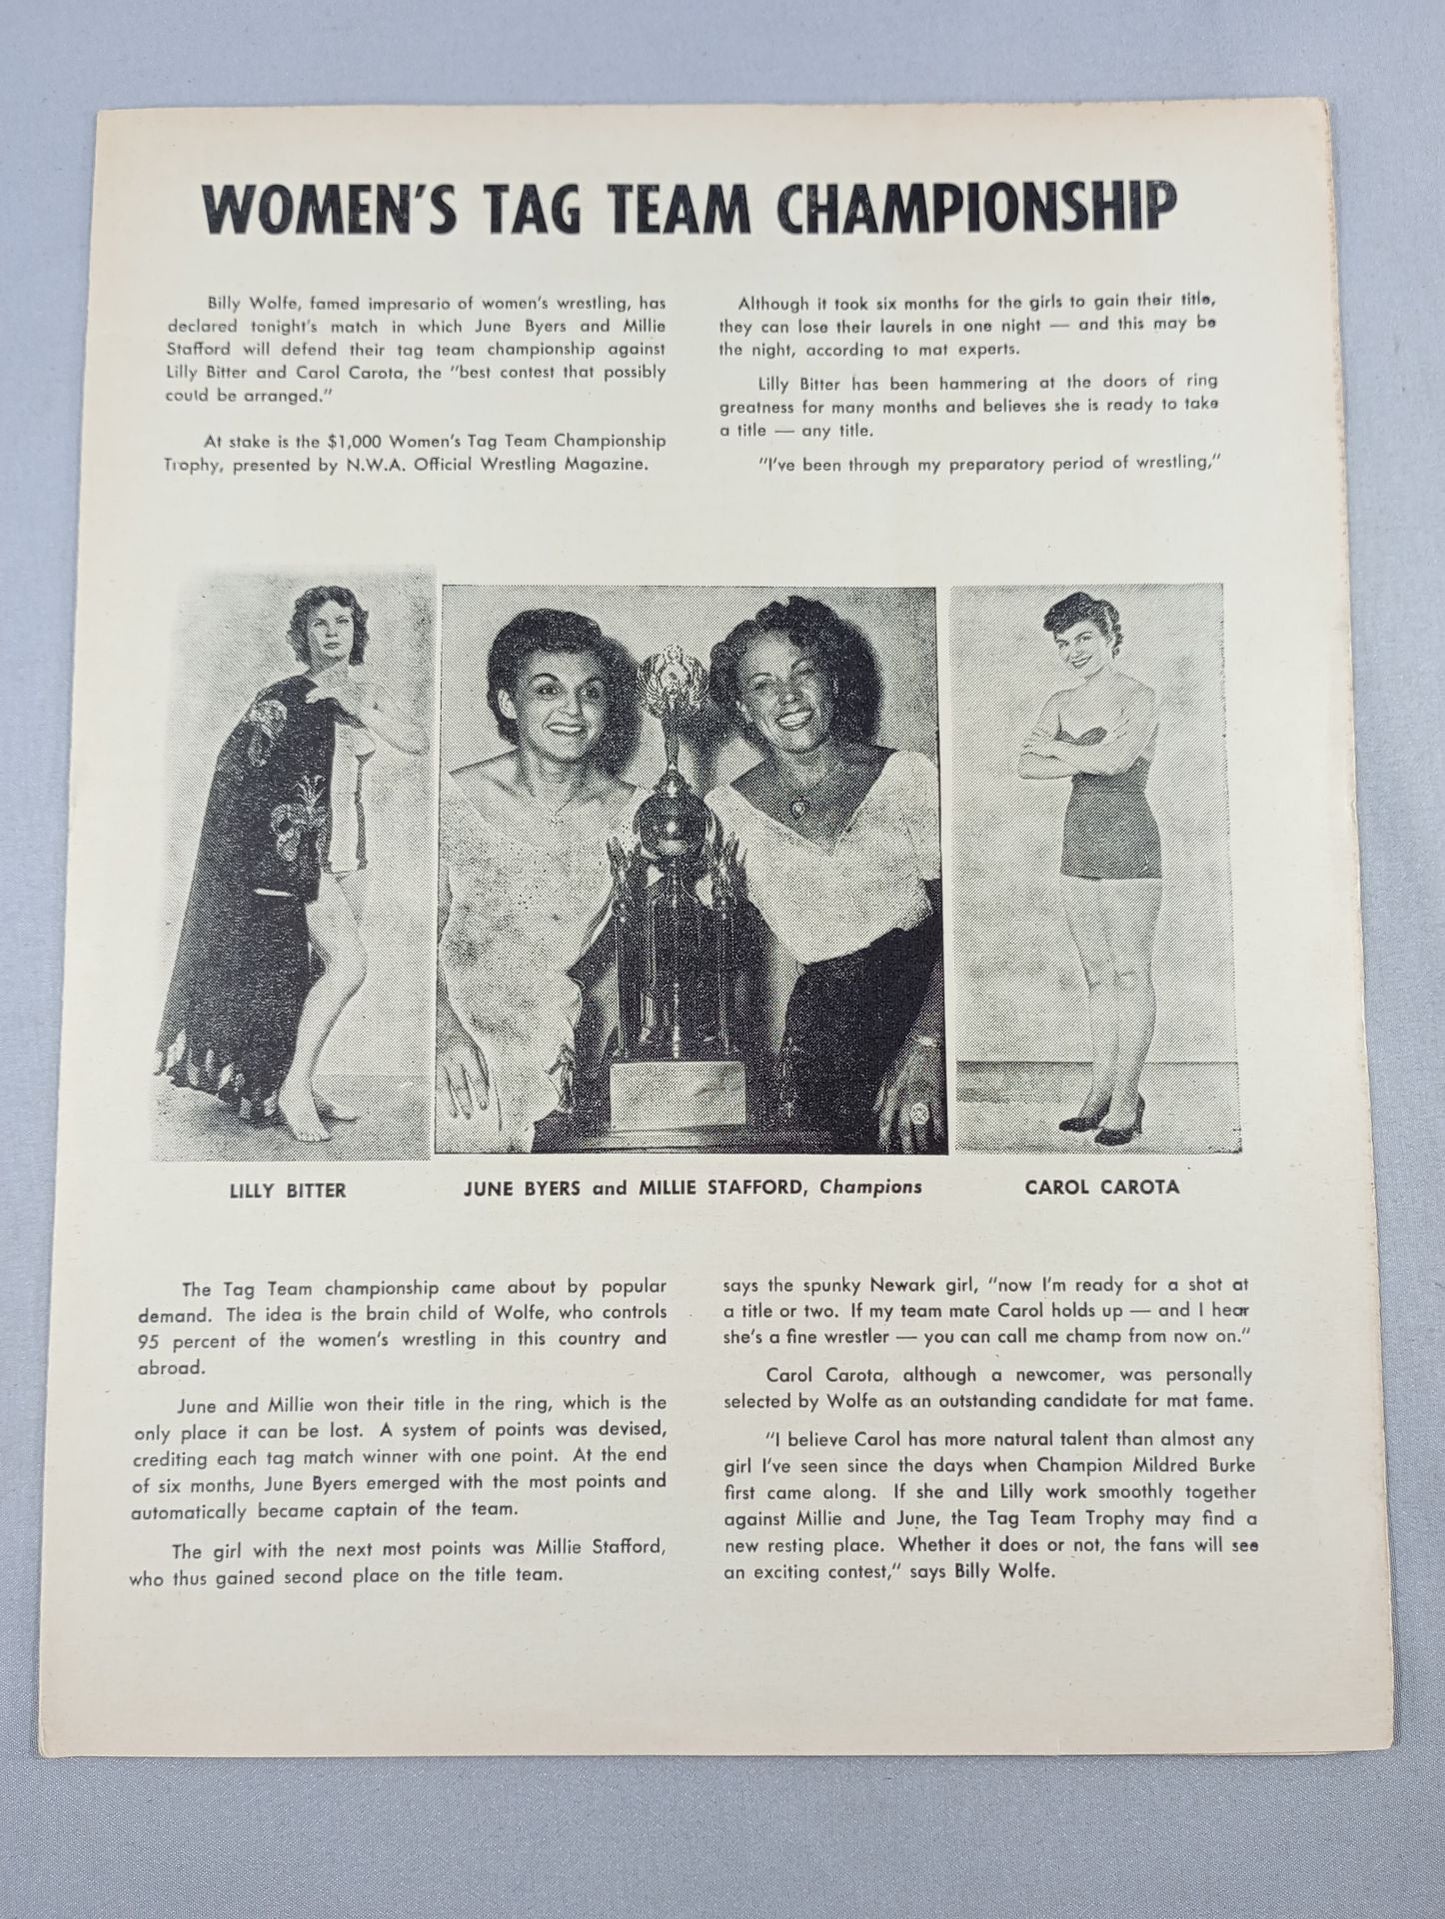 WOMEN'S TAG TEAM CHAMPIONSHIP
Billy Wolfe, famed impresario of women's wrestling, has
declared tonight's match in which June Byers and Millie
Stafford will defend their tag team championship against
Lilly Bitter and Carol Carota, the "best contest that possibly
could be arranged."
At stake is the $1,000 Women's Tag Team Championship
Trophy, presented by N.W.A. Official Wrestling Magazine.
Although it took six months for the girls to gain their title,
they can lose their laurels in one night — and this may be
the night, according to mat experts.
Lilly Bitter has been hammering at the doors of ring
greatness for many months and believes she is ready to take
a title — any title.
"I've been through my preparatory period of wrestling,"
LILLY BITTER
JUNE BYERS and MILLIE STAFFORD, Champions
CAROL CAROTA
The Tag Team championship came about by popular
demand. The idea is the brain child of Wolfe, who controls
95 percent of the women's wrestling in this country and
abroad.
June and Millie won their title in the ring, which is the
only place it can be lost. A system of points was devised,
crediting each tag match winner with one point. At the end
of six months, June Byers emerged with the most points and
automatically became captain of the team.
The girl with the next most points was Millie Stafford,
who thus gained second place on the title team.
says the spunky Newark girl, "now I'm ready for a shot at
a title or two. If my team mate Carol holds up — and I hear
she's a fine wrestler — you can call me champ from now on."
Carol Carota, although a newcomer, was personally
selected by Wolfe as an outstanding candidate for mat fame.
"I believe Carol has more natural talent than almost any
girl I've seen since the days when Champion Mildred Burke
first came along. If she and Lilly work smoothly together
against Millie and June, the Tag Team Trophy may find a
new resting place. Whether it does or not, the fans will see
an exciting contest," says Billy Wolfe.